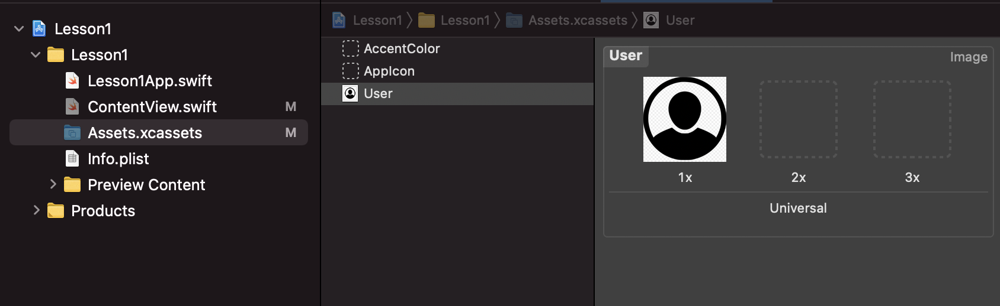 Lesson1
Lesson1
Lesson1App.swift
ContentView.swift M
Assets.xcassets M
Info.plist
Preview Content
Products
Lesson1 Lesson1 Assets.xcassets User
AccentColor
AppIcon
User
User Image
1x 2x 3x
Universal